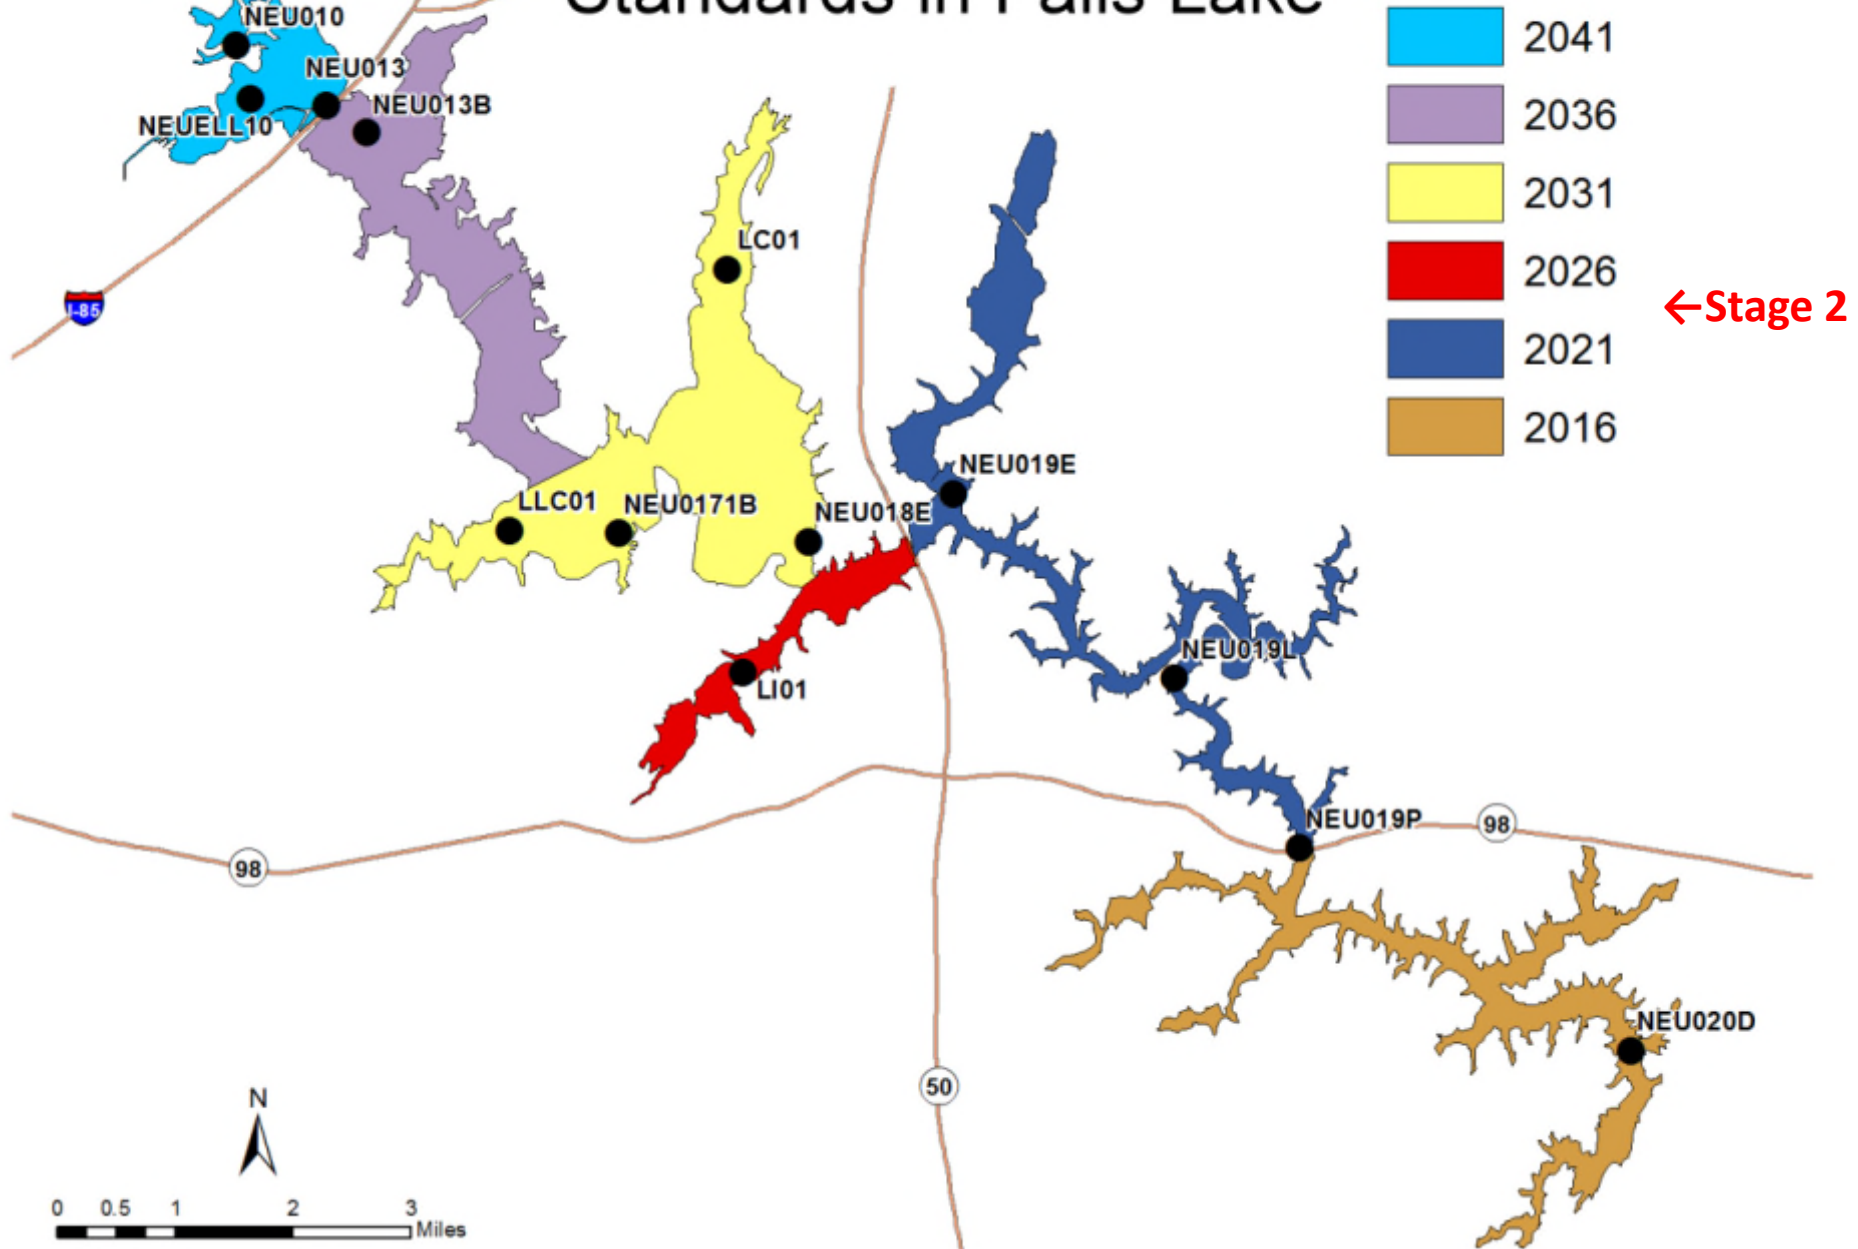 Standards in Falls Lake
NEU010
NEU013
NEU013B
NEUELL10
I-85
LC01
LLC01
NEU0171B
NEU018E
NEU019E
LI01
NEU019L
NEU019P
98
98
50
NEU020D
2041
2036
2031
2026
2021
2016
←Stage 2
N
0 0.5 1 2 3
Miles